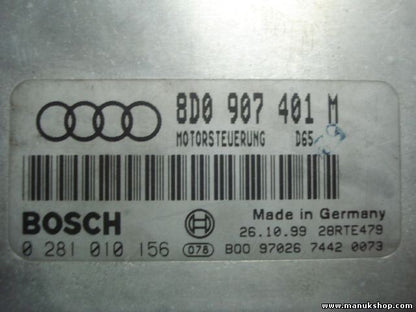 8D0 907 401 M
MOTORSTEUERUNG D65
BOSCH
Made in Germany
26.10.99 28RTE479
0 281 010 156 078 BOO 97026 7442 0073
www.manukshop.com